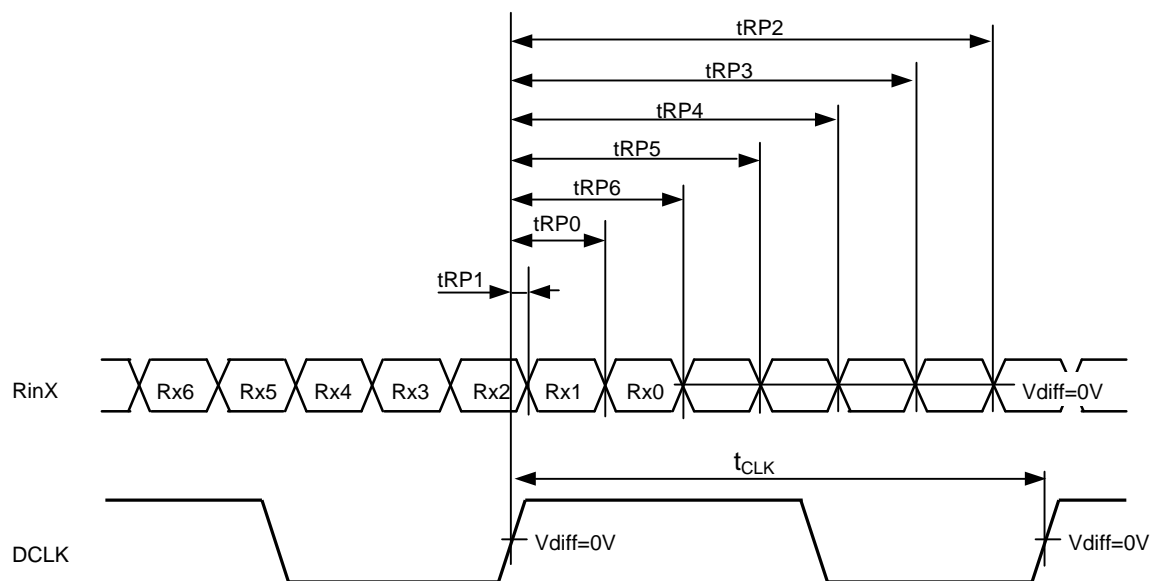 tRP2
tRP3
tRP4
tRP5
tRP6
tRP0
tRP1
RinX Rx6 Rx5 Rx4 Rx3 Rx2 Rx1 Rx0 Vdiff=0V
tCLK
DCLK Vdiff=0V Vdiff=0V